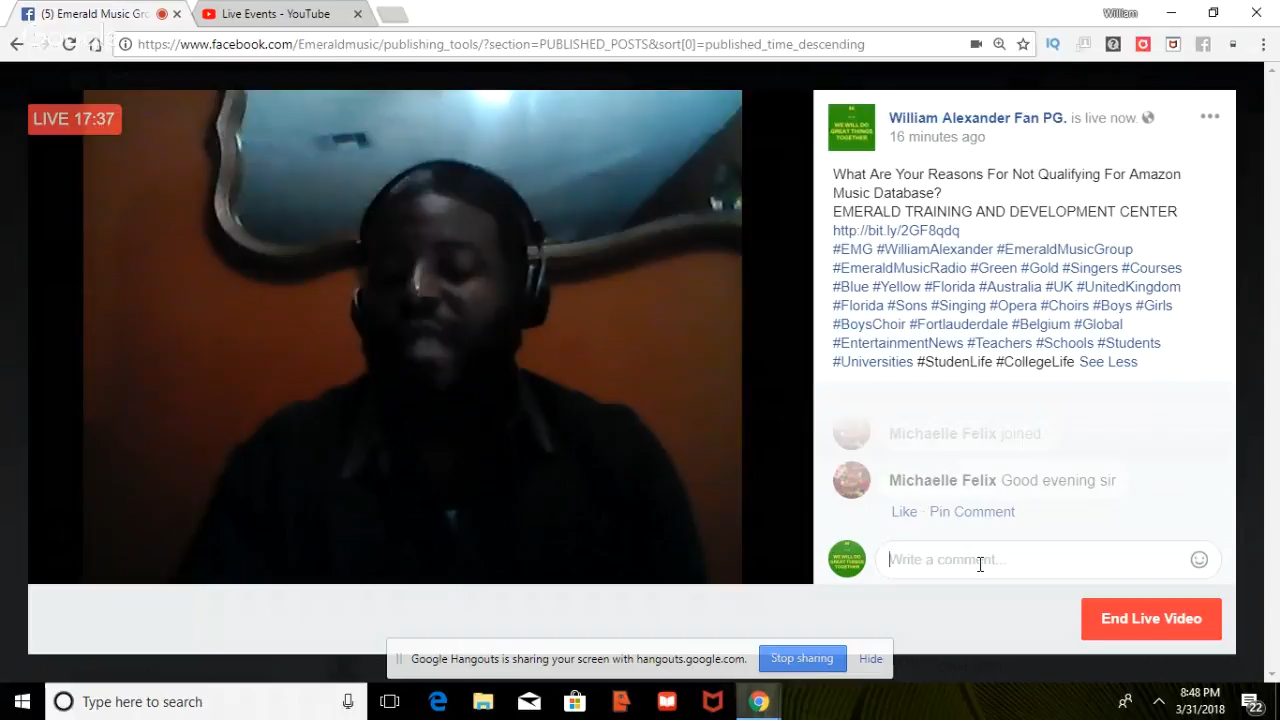 (5) Emerald Music Gro
Live Events - YouTube
William
https://www.facebook.com/Emeraldmusic/publishing_tools/?section=PUBLISHED_POSTS&sort[0]=published_time_descending
LIVE 17:37
WE WILL DO
GREAT THINGS
TOGETHER
William Alexander Fan PG. is live now.
16 minutes ago
What Are Your Reasons For Not Qualifying For Amazon
Music Database?
EMERALD TRAINING AND DEVELOPMENT CENTER
http://bit.ly/2GF8qdq
#EMG #WilliamAlexander #EmeraldMusicGroup
#EmeraldMusicRadio #Green #Gold #Singers #Courses
#Blue #Yellow #Florida #Australia #UK #UnitedKingdom
#Florida #Sons #Singing #Opera #Choirs #Boys #Girls
#BoysChoir #Fortlauderdale #Belgium #Global
#EntertainmentNews #Teachers #Schools #Students
#Universities #StudenLife #CollegeLife See Less
Michaelle Felix joined
Michaelle Felix Good evening sir
Like · Pin Comment
Write a comment...
End Live Video
Google Hangouts is sharing your screen with hangouts.google.com.
Stop sharing
Hide
Type here to search
8:48 PM
3/31/2018
22